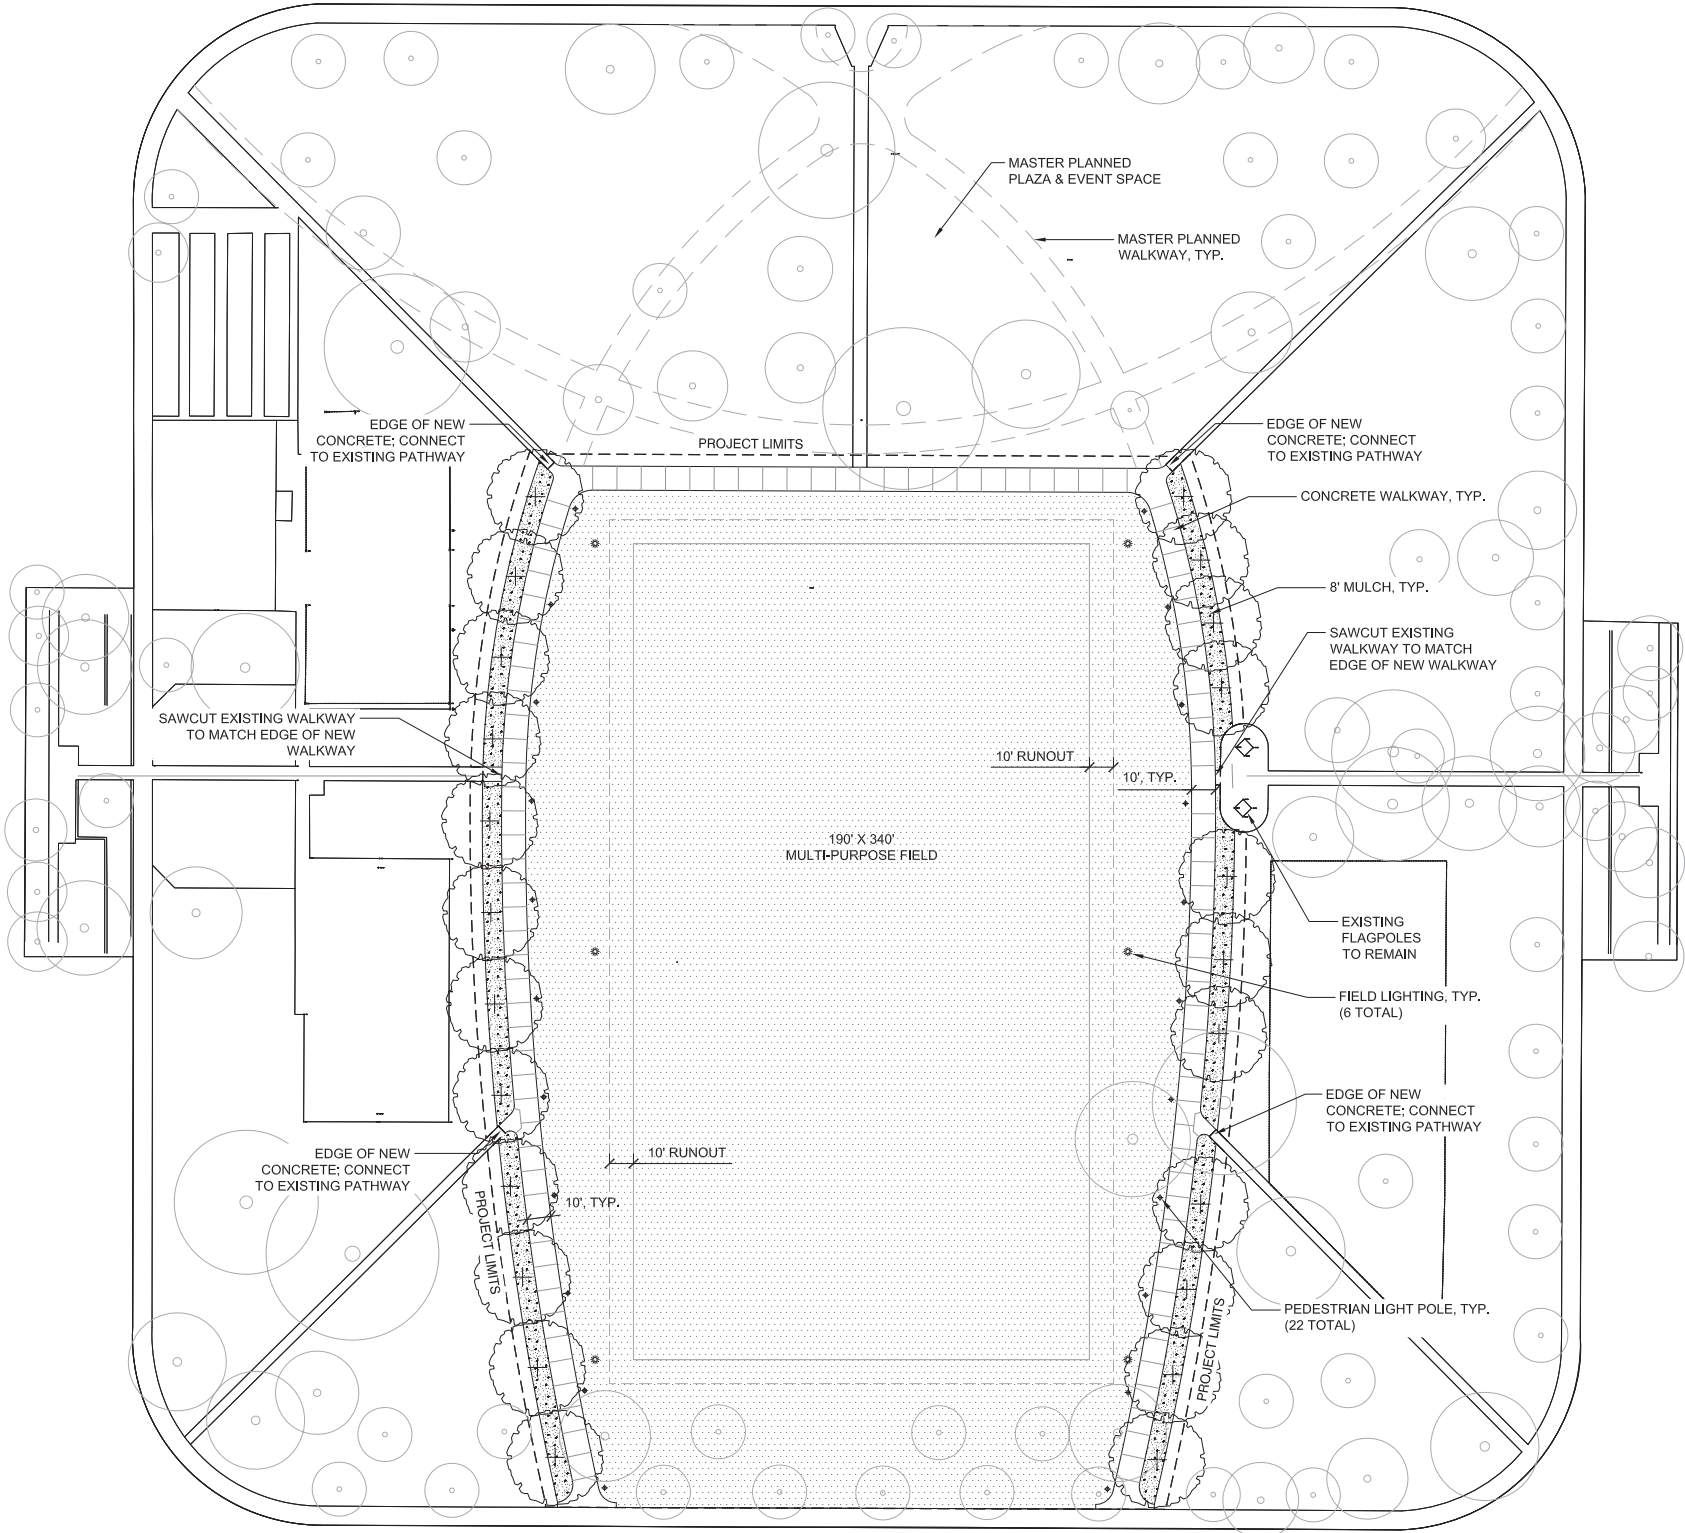 MASTER PLANNED
PLAZA & EVENT SPACE
MASTER PLANNED
WALKWAY, TYP.
EDGE OF NEW
CONCRETE; CONNECT
TO EXISTING PATHWAY
PROJECT LIMITS
EDGE OF NEW
CONCRETE; CONNECT
TO EXISTING PATHWAY
CONCRETE WALKWAY, TYP.
8' MULCH, TYP.
SAWCUT EXISTING
WALKWAY TO MATCH
EDGE OF NEW WALKWAY
SAWCUT EXISTING WALKWAY
TO MATCH EDGE OF NEW
WALKWAY
10' RUNOUT
10', TYP.
190' X 340'
MULTI-PURPOSE FIELD
EXISTING
FLAGPOLES
TO REMAIN
FIELD LIGHTING, TYP.
(6 TOTAL)
EDGE OF NEW
CONCRETE; CONNECT
TO EXISTING PATHWAY
EDGE OF NEW
CONCRETE; CONNECT
TO EXISTING PATHWAY
10' RUNOUT
10', TYP.
PROJECT LIMITS
PEDESTRIAN LIGHT POLE, TYP.
(22 TOTAL)
PROJECT LIMITS